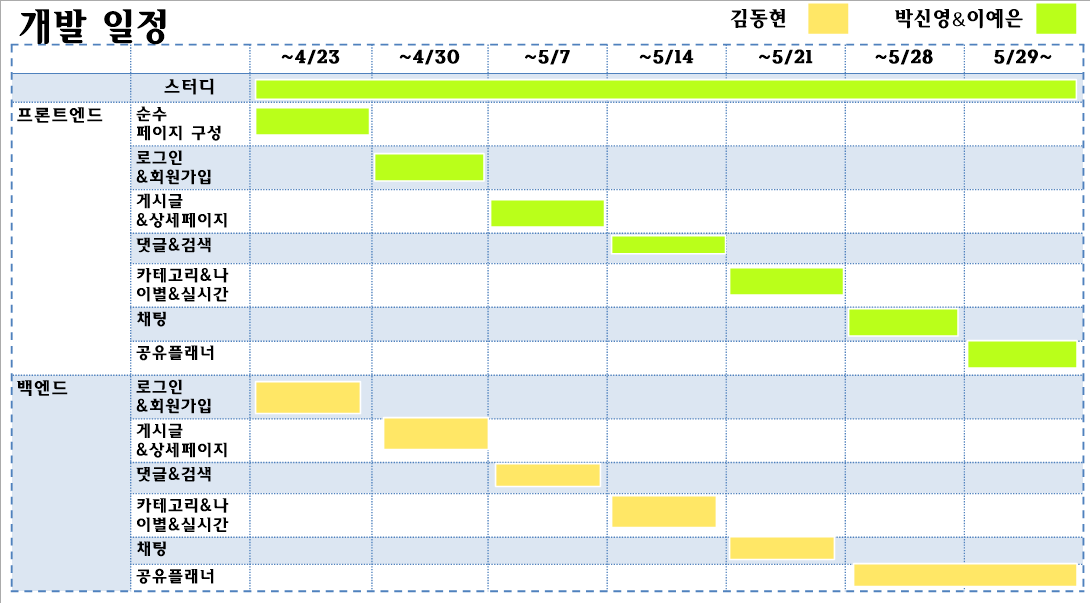 개발 일정
김동현
박신영&이예은
~4/23 ~4/30 ~5/7 ~5/14 ~5/21 ~5/28 5/29~
스터디
프론트엔드
순수
페이지 구성
로그인
&회원가입
게시글
&상세페이지
댓글&검색
카테고리&나
이별&실시간
채팅
공유플래너
백엔드
로그인
&회원가입
게시글
&상세페이지
댓글&검색
카테고리&나
이별&실시간
채팅
공유플래너